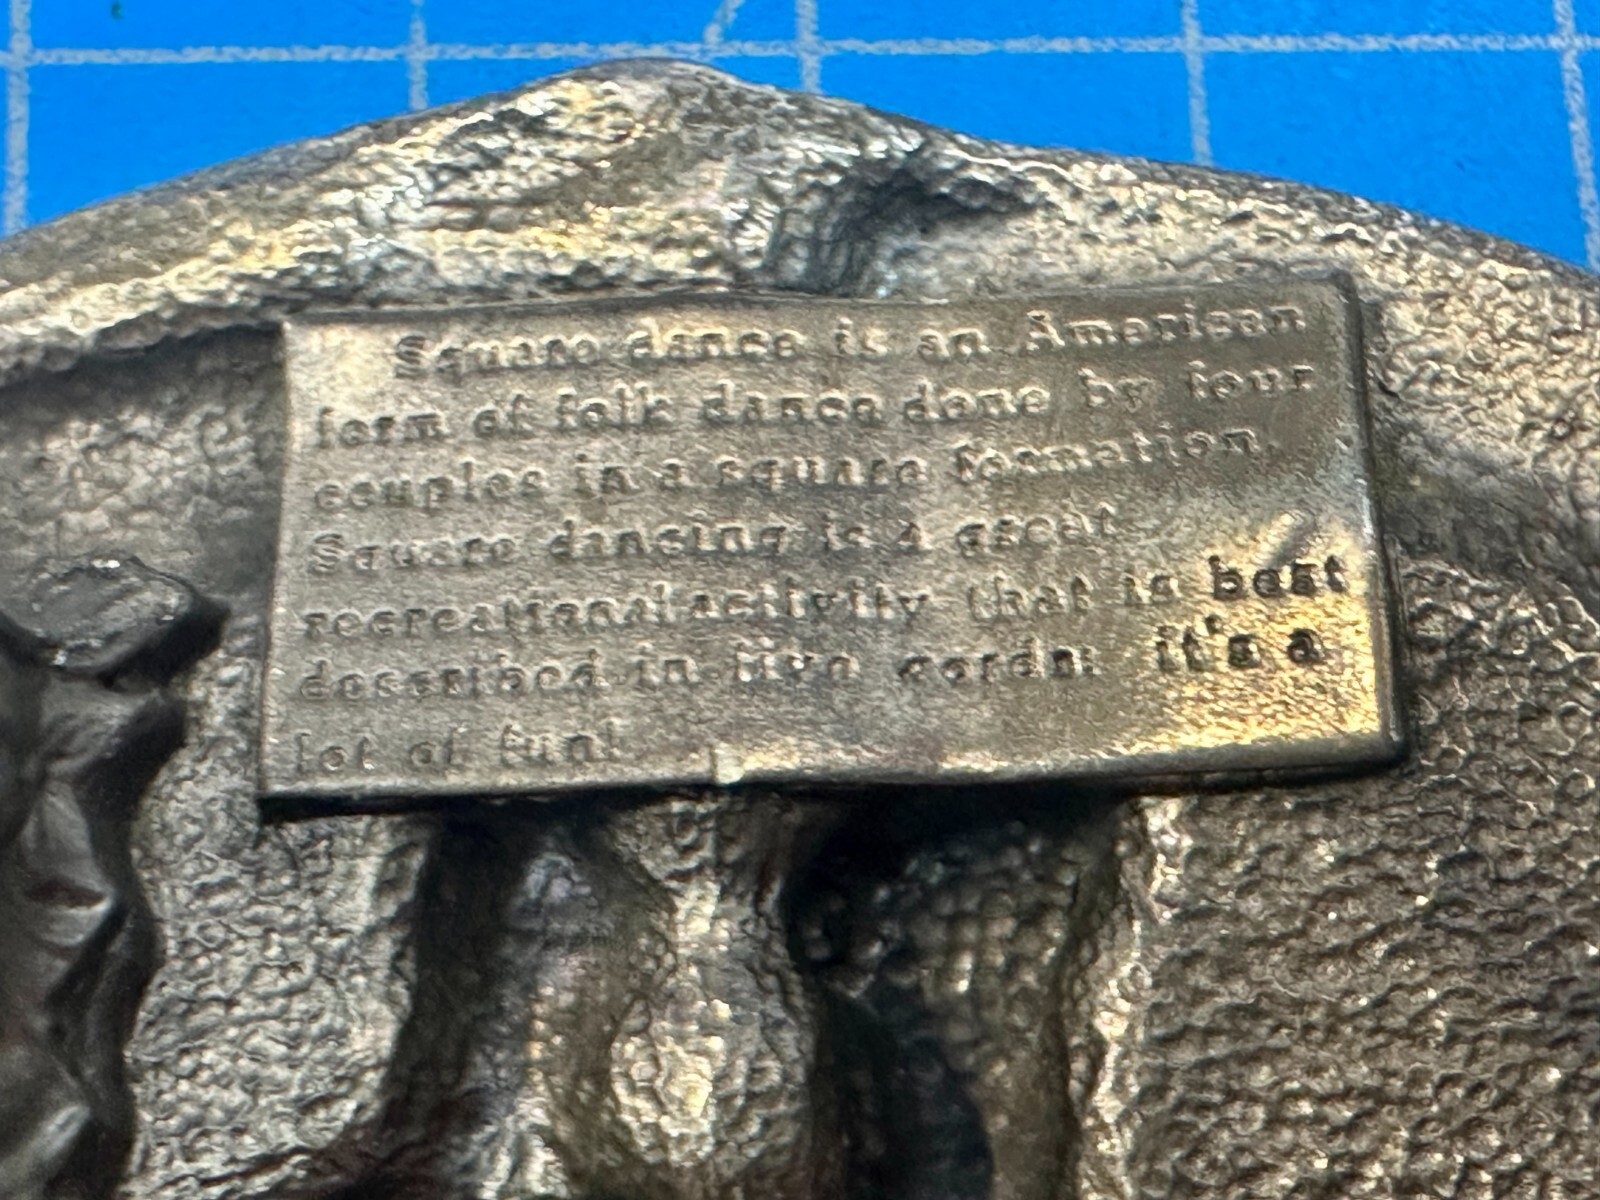 Square dance is an American
form of folk dance done by four
couples in a square formation.
Square dancing is a great
recreational activity that is best
described in five words: it's a
lot of fun!